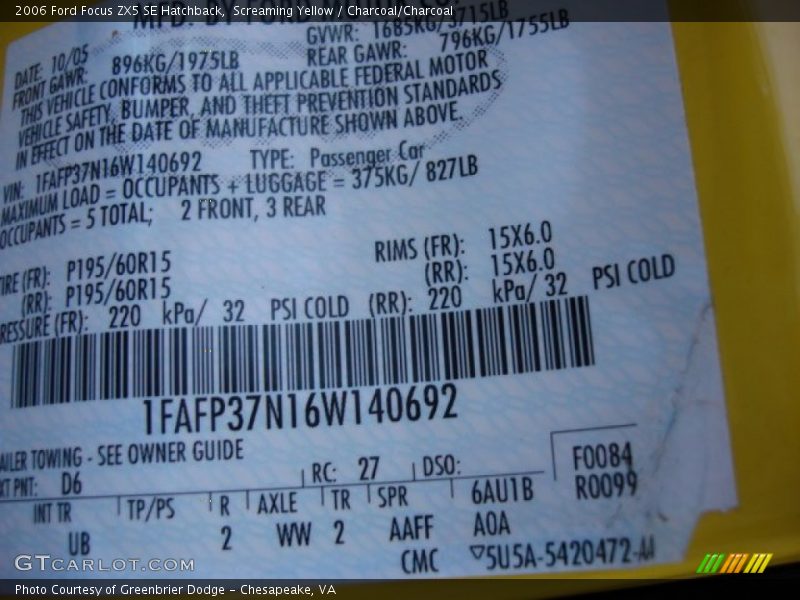 2006 Ford Focus ZX5 SE Hatchback, Screaming Yellow / Charcoal/Charcoal
MFD. BY FORD
DATE: 10/05 GVWR: 1685KG/3715LB
FRONT GAWR: 896KG/1975LB REAR GAWR: 796KG/1755LB
THIS VEHICLE CONFORMS TO ALL APPLICABLE FEDERAL MOTOR
VEHICLE SAFETY, BUMPER, AND THEFT PREVENTION STANDARDS
IN EFFECT ON THE DATE OF MANUFACTURE SHOWN ABOVE.
VIN: 1FAFP37N16W140692 TYPE: Passenger Car
MAXIMUM LOAD = OCCUPANTS + LUGGAGE = 375KG/ 827LB
OCCUPANTS = 5 TOTAL; 2 FRONT, 3 REAR
TIRE (FR): P195/60R15 RIMS (FR): 15X6.0
(RR): P195/60R15 (RR): 15X6.0
PRESSURE (FR): 220 kPa/ 32 PSI COLD (RR): 220 kPa/ 32 PSI COLD
1FAFP37N16W140692
AILER TOWING - SEE OWNER GUIDE
XT PNT: D6 RC: 27 DSO: F0084
R0099
INT TR TP/PS R AXLE TR SPR 6AU1B
UB 2 WW 2 AAFF A0A
CMC 5U5A-5420472-AA
GTCARLOT.COM
Photo Courtesy of Greenbrier Dodge - Chesapeake, VA